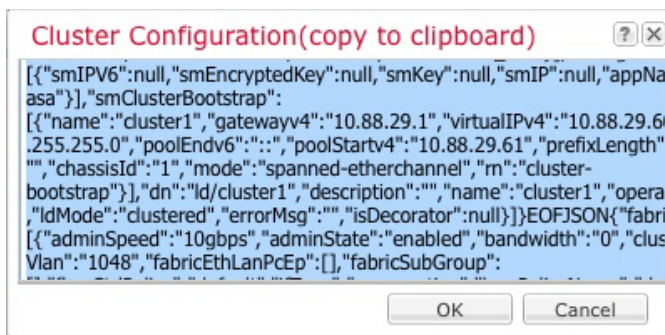 Cluster Configuration(copy to clipboard)
? X
[{"smIPV6":null,"smEncryptedKey":null,"smKey":null,"smIP":null,"appNa
asa"}],"smClusterBootstrap":
[{"name":"cluster1","gatewayv4":"10.88.29.1","virtualIPv4":"10.88.29.6
.255.255.0","poolEndv6":"::","poolStartv4":"10.88.29.61","prefixLength"
"","chassisId":"1","mode":"spanned-etherchannel","rn":"cluster-
bootstrap"}],"dn":"ld/cluster1","description":"","name":"cluster1","opera
,"ldMode":"clustered","errorMsg":"","isDecorator":null}]}EOFJSON{"fabri
[{"adminSpeed":"10gbps","adminState":"enabled","bandwidth":"0","clus
Vlan":"1048","fabricEthLanPcEp":[],"fabricSubGroup":
OK Cancel